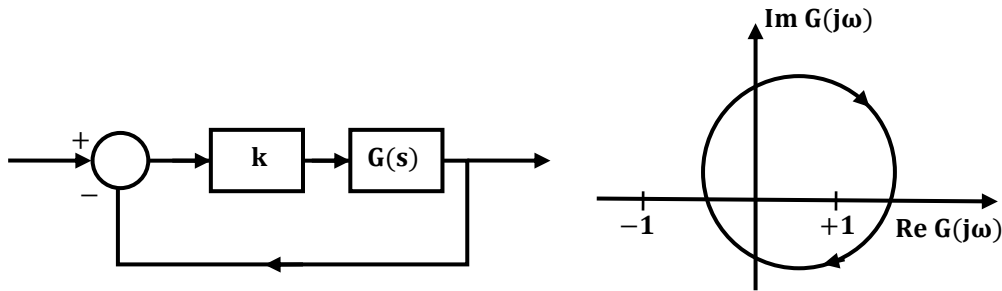 +
−
k
G(s)
Im G(jω)
−1
+1
Re G(jω)